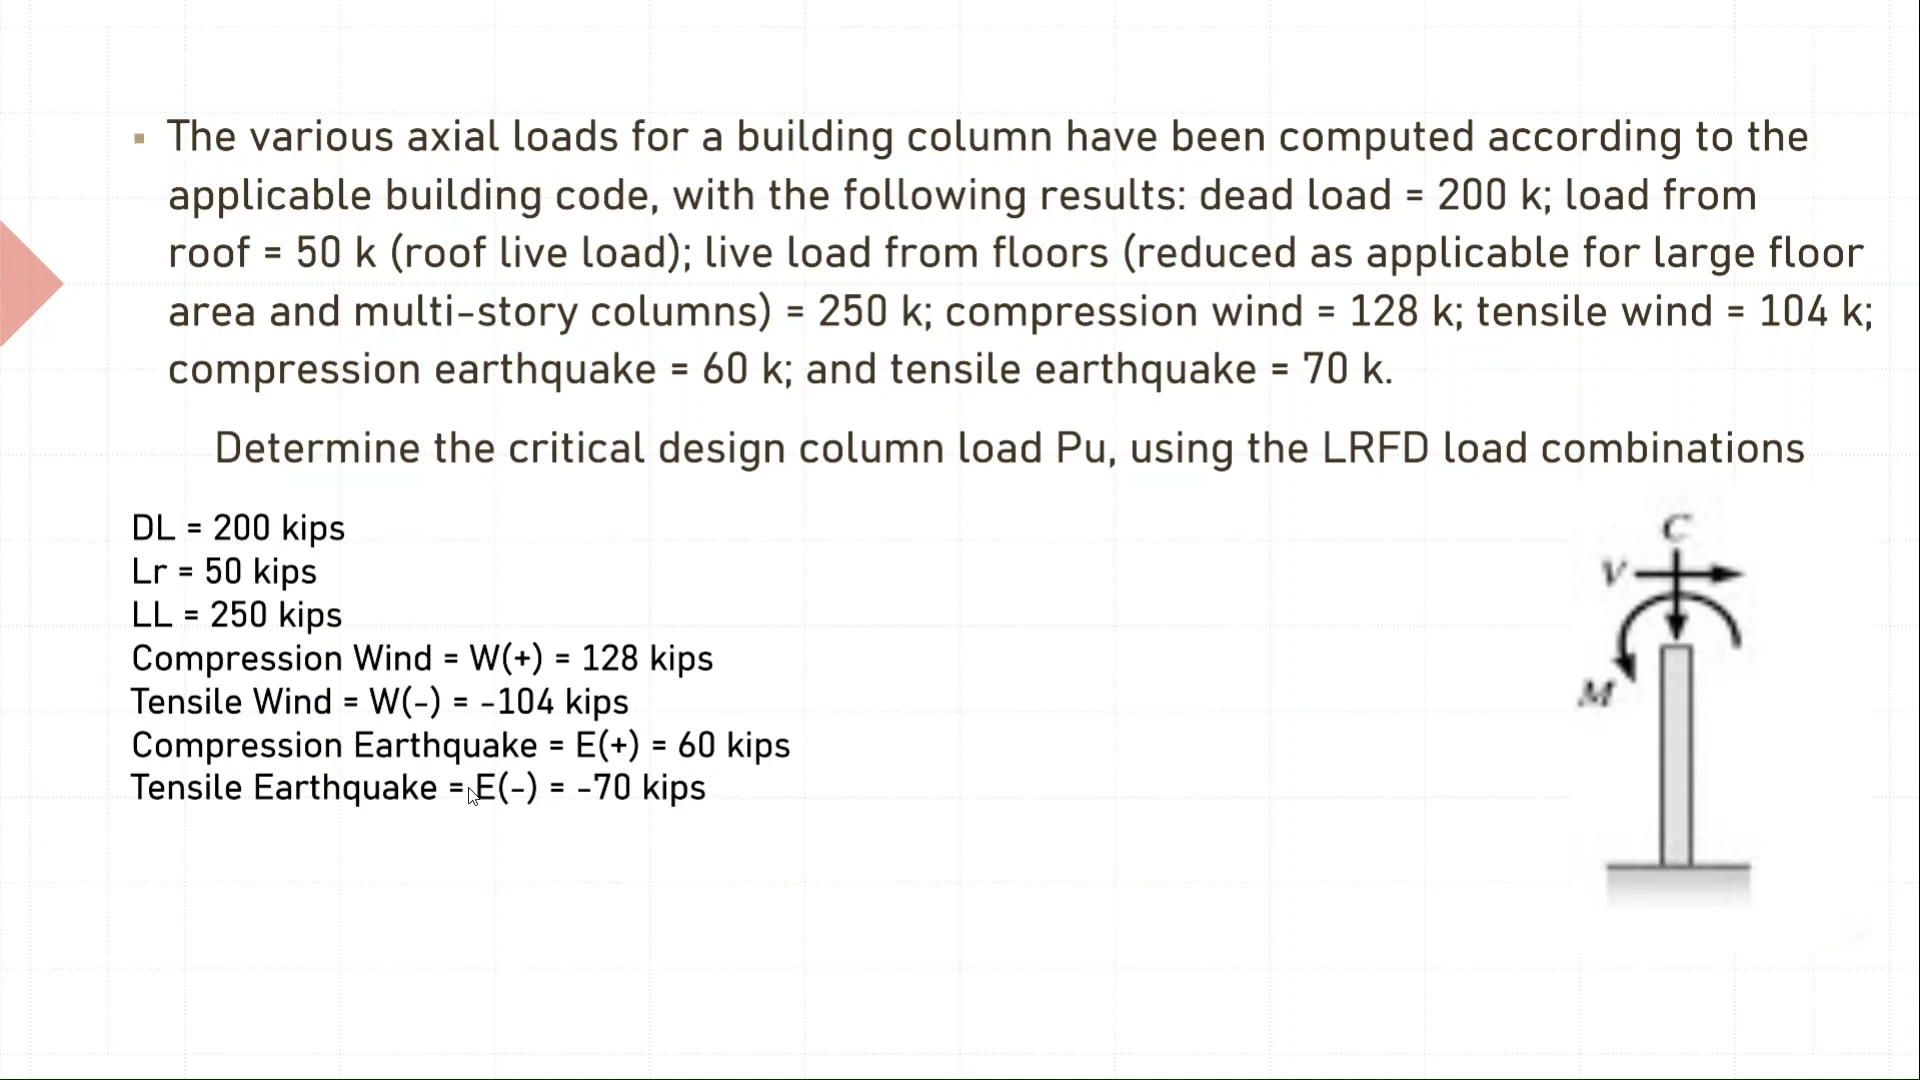 ▪ The various axial loads for a building column have been computed according to the
applicable building code, with the following results: dead load = 200 k; load from
roof = 50 k (roof live load); live load from floors (reduced as applicable for large floor
area and multi-story columns) = 250 k; compression wind = 128 k; tensile wind = 104 k;
compression earthquake = 60 k; and tensile earthquake = 70 k.
Determine the critical design column load Pu, using the LRFD load combinations
DL = 200 kips
Lr = 50 kips
LL = 250 kips
Compression Wind = W(+) = 128 kips
Tensile Wind = W(-) = -104 kips
Compression Earthquake = E(+) = 60 kips
Tensile Earthquake = E(-) = -70 kips
C
V
M